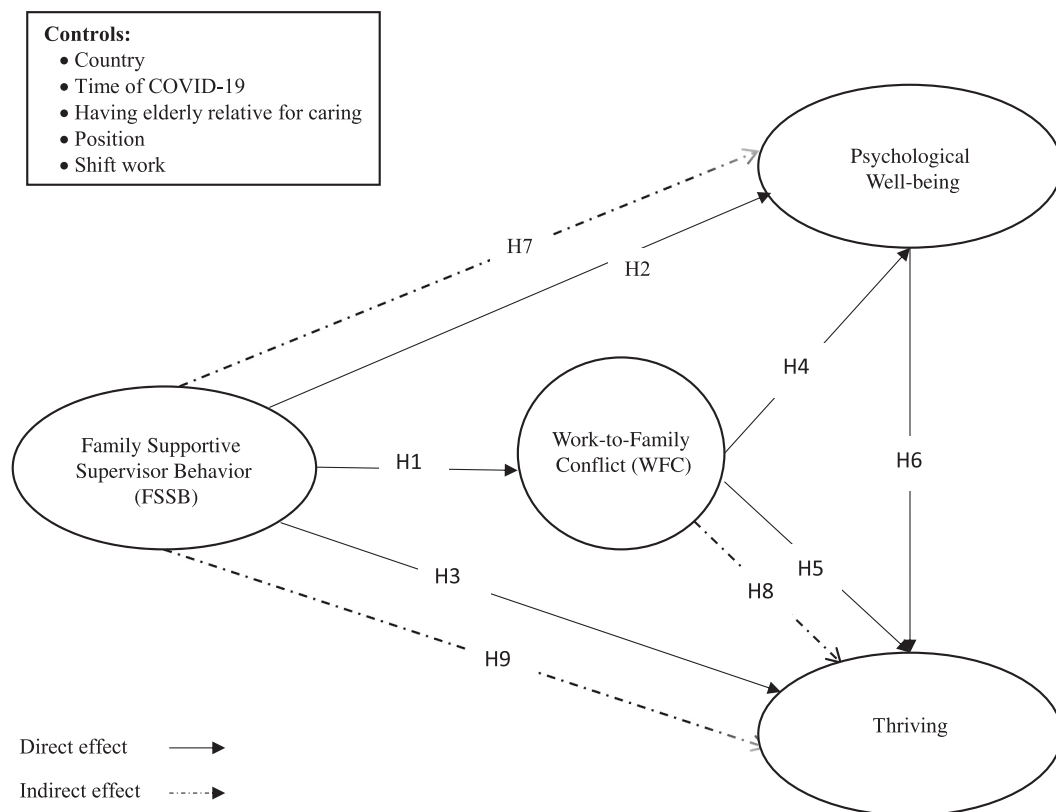 Controls:
• Country
• Time of COVID-19
• Having elderly relative for caring
• Position
• Shift work
Psychological
Well-being
H7
H2
H4
Family Supportive
Supervisor Behavior
(FSSB)
H1
Work-to-Family
Conflict (WFC)
H6
H3
H5
H8
H9
Thriving
Direct effect
Indirect effect